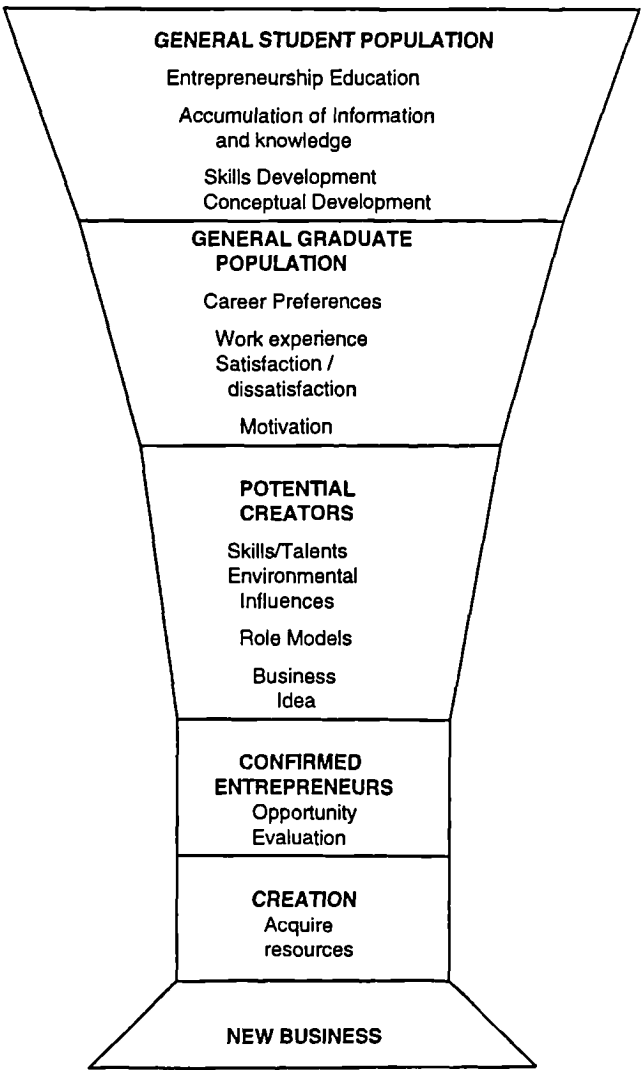 GENERAL STUDENT POPULATION
Entrepreneurship Education
Accumulation of Information
and knowledge
Skills Development
Conceptual Development
GENERAL GRADUATE
POPULATION
Career Preferences
Work experience
Satisfaction /
dissatisfaction
Motivation
POTENTIAL
CREATORS
Skills/Talents
Environmental
Influences
Role Models
Business
Idea
CONFIRMED
ENTREPRENEURS
Opportunity
Evaluation
CREATION
Acquire
resources
NEW BUSINESS